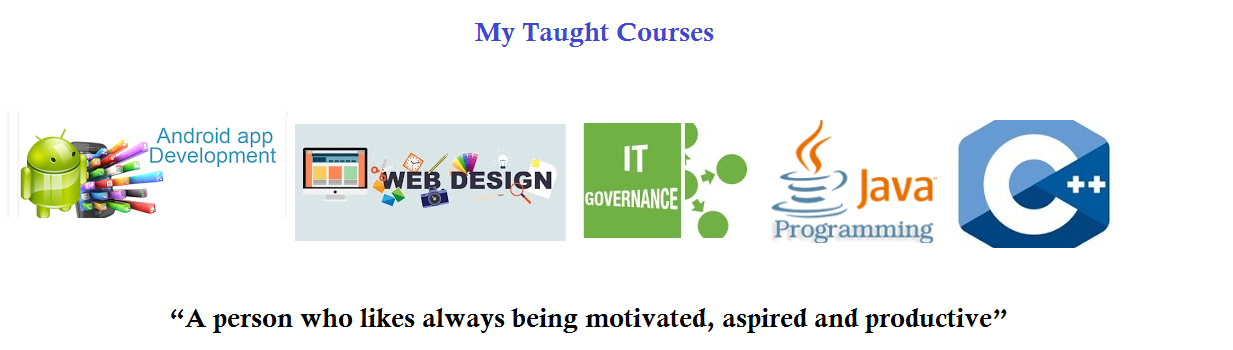 My Taught Courses
Android app
Development
WEB DESIGN
IT
GOVERNANCE
Java™
Programming
C++
“A person who likes always being motivated, aspired and productive”